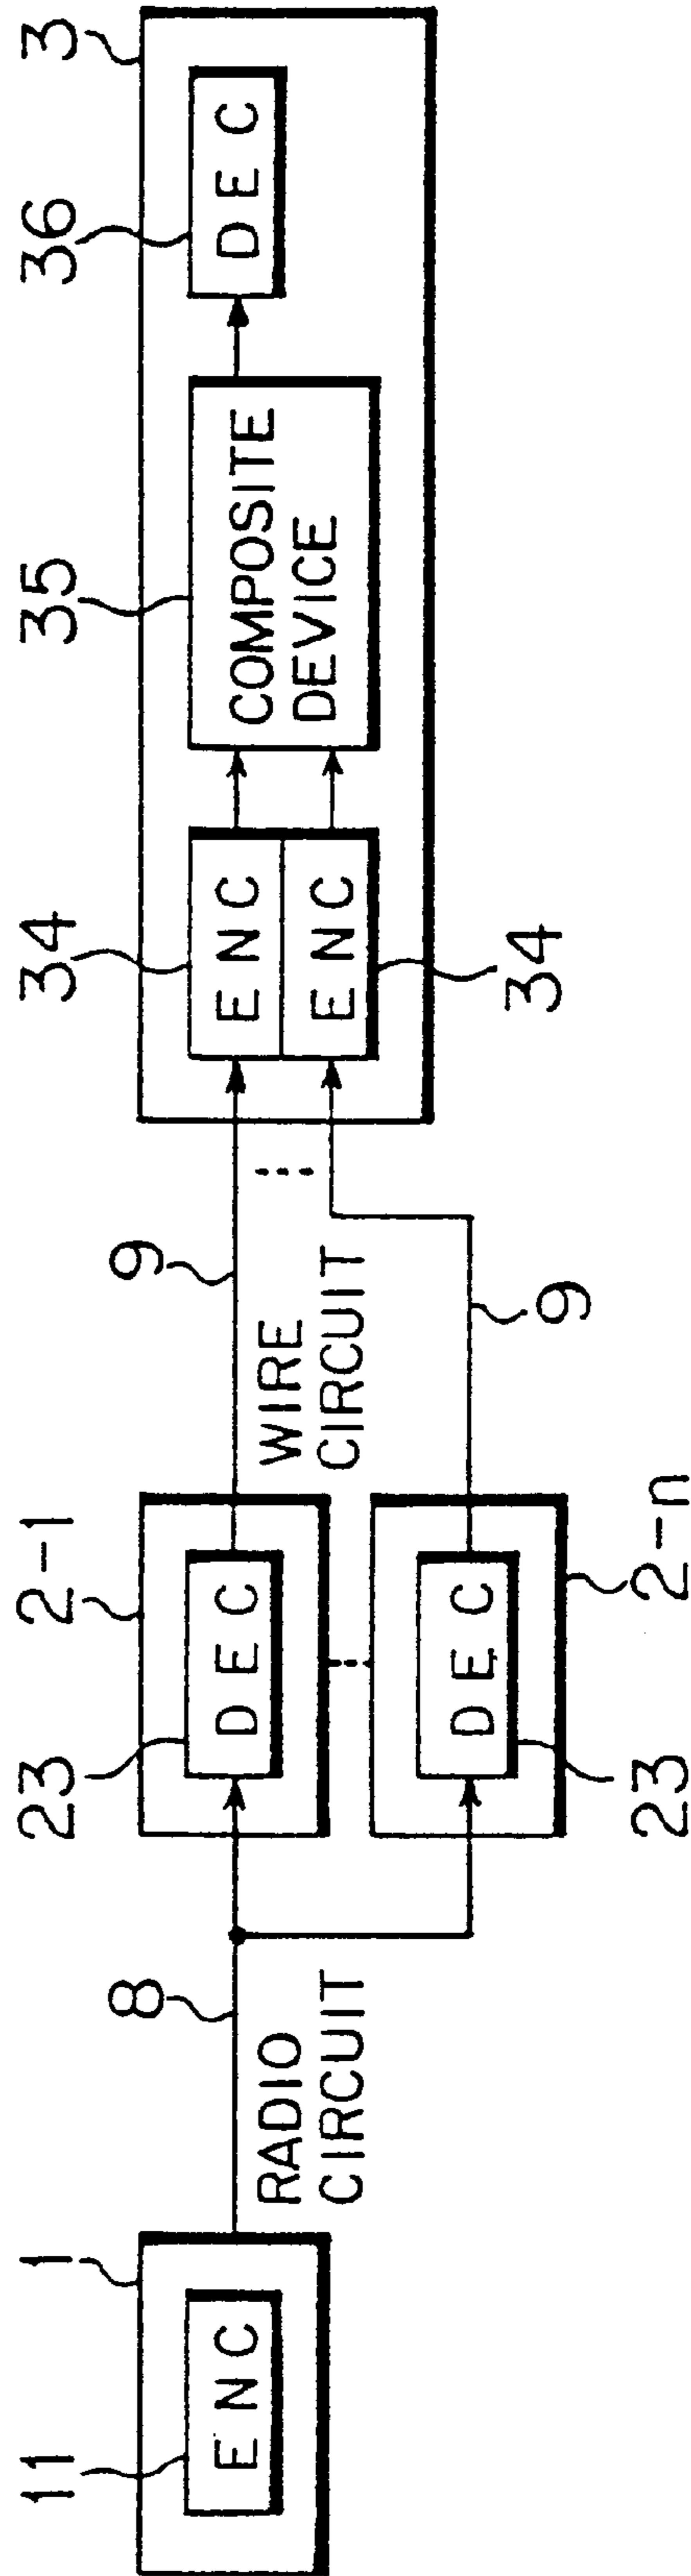 1
11
ENC
8
RADIO
CIRCUIT
2-1
23
DEC
DEC
23
2-n
9
WIRE
CIRCUIT
9
3
34
ENC
ENC
34
35
COMPOSITE
DEVICE
36
DEC